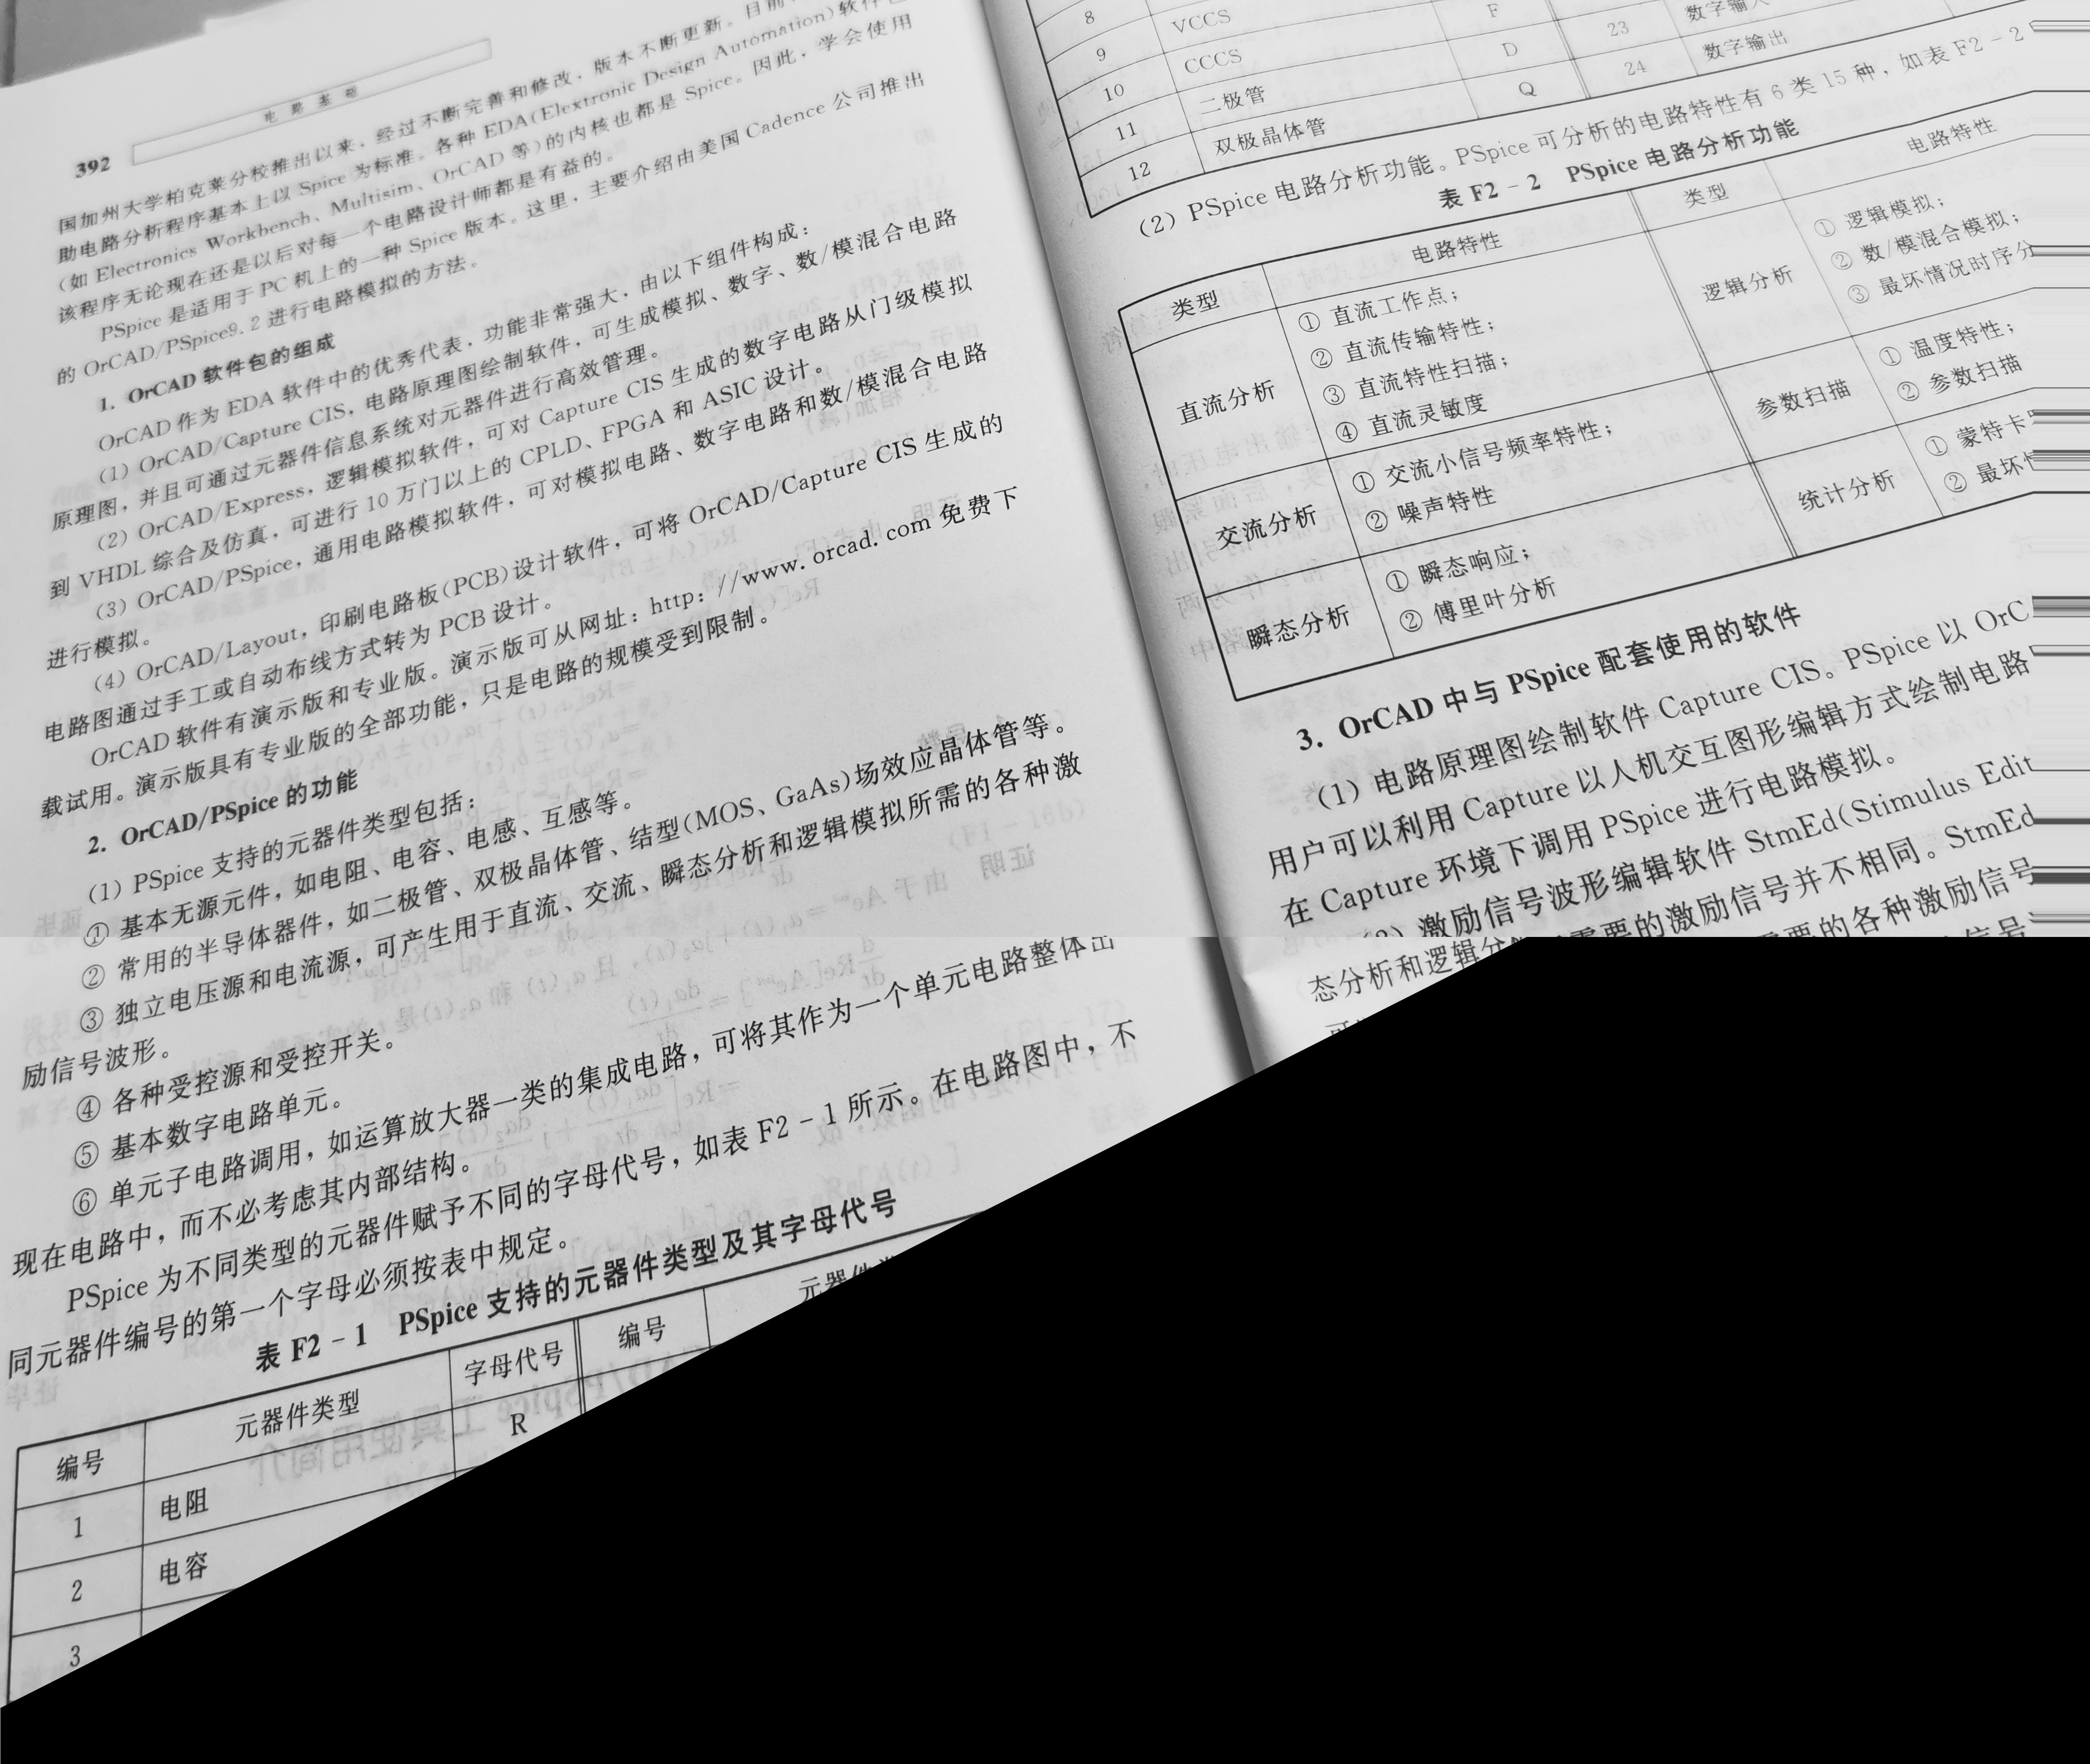 392
电路基础
国加州大学柏克莱分校推出以来，经过不断完善和修改，版本不断更新。目前，
助电路分析程序基本上以 Spice 为标准。各种 EDA(Elextronic Design Automation)软件
(如 Electronics Workbench、Multisim、OrCAD 等)的内核也都是 Spice。因此，学会使用
该程序无论现在还是以后对每一个电路设计师都是有益的。
PSpice 是适用于 PC 机上的一种 Spice 版本。这里，主要介绍由美国 Cadence 公司推出
的 OrCAD/PSpice9.2 进行电路模拟的方法。
1. OrCAD 软件包的组成
OrCAD 作为 EDA 软件中的优秀代表，功能非常强大，由以下组件构成：
(1) OrCAD/Capture CIS，电路原理图绘制软件，可生成模拟、数字、数/模混合电路
原理图，并且可通过元器件信息系统对元器件进行高效管理。
(2) OrCAD/Express，逻辑模拟软件，可对 Capture CIS 生成的数字电路从门级模拟
到 VHDL 综合及仿真，可进行 10 万门以上的 CPLD、FPGA 和 ASIC 设计。
(3) OrCAD/PSpice，通用电路模拟软件，可对模拟电路、数字电路和数/模混合电路
进行模拟。
(4) OrCAD/Layout，印刷电路板(PCB)设计软件，可将 OrCAD/Capture CIS 生成的
电路图通过手工或自动布线方式转为 PCB 设计。
OrCAD 软件有演示版和专业版。演示版可从网址：http：//www.orcad.com 免费下
载试用。演示版具有专业版的全部功能，只是电路的规模受到限制。
2. OrCAD/PSpice 的功能
(1) PSpice 支持的元器件类型包括：
① 基本无源元件，如电阻、电容、电感、互感等。
② 常用的半导体器件，如二极管、双极晶体管、结型(MOS、GaAs)场效应晶体管等。
③ 独立电压源和电流源，可产生用于直流、交流、瞬态分析和逻辑模拟所需的各种激
励信号波形。
④ 各种受控源和受控开关。
⑤ 基本数字电路单元。
⑥ 单元子电路调用，如运算放大器一类的集成电路，可将其作为一个单元电路整体出
现在电路中，而不必考虑其内部结构。
PSpice 为不同类型的元器件赋予不同的字母代号，如表 F2-1 所示。在电路图中，不
同元器件编号的第一个字母必须按表中规定。
表 F2-1 PSpice 支持的元器件类型及其字母代号
编号 元器件类型 字母代号 编号 元器件
1 电阻 R
2 电容
3
8 VCCS F
9 CCCS D 23 数字输入
10 二极管 Q 24 数字输出
11 双极晶体管
12
(2) PSpice 电路分析功能。PSpice 可分析的电路特性有 6 类 15 种，如表 F2-2
表 F2-2 PSpice 电路分析功能
类型 电路特性 类型 电路特性
直流分析
① 直流工作点；
② 直流传输特性；
③ 直流特性扫描；
④ 直流灵敏度
交流分析
① 交流小信号频率特性；
② 噪声特性
瞬态分析
① 瞬态响应；
② 傅里叶分析
逻辑分析
① 逻辑模拟；
② 数/模混合模拟；
③ 最坏情况时序分
参数扫描
① 温度特性；
② 参数扫描
统计分析
① 蒙特卡
② 最坏
3. OrCAD 中与 PSpice 配套使用的软件
(1) 电路原理图绘制软件 Capture CIS。PSpice 以 OrC
用户可以利用 Capture 以人机交互图形编辑方式绘制电路
在 Capture 环境下调用 PSpice 进行电路模拟。
(2) 激励信号波形编辑软件 StmEd(Stimulus Edit
态分析和逻辑分 需要的激励信号并不相同。StmEd
需要的各种激励信号
信号